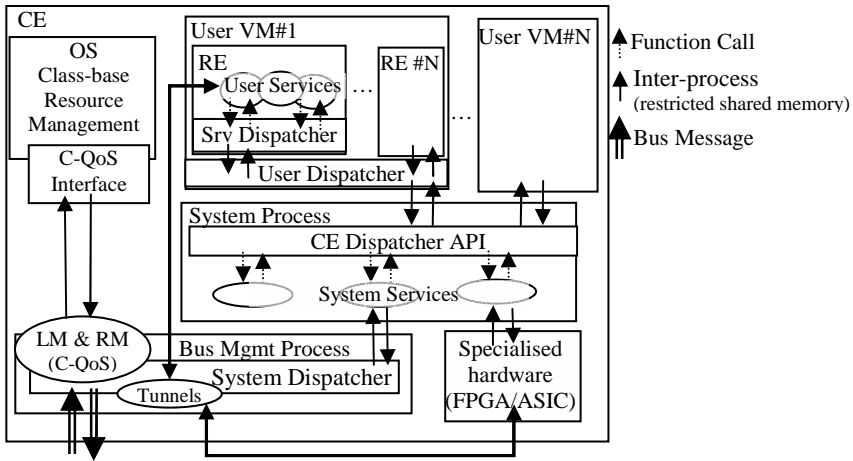 CE
OS
Class-base
Resource
Management
C-QoS
Interface
User VM#1
RE
User Services
Srv Dispatcher
RE #N
...
User Dispatcher
...
User VM#N
Function Call
Inter-process
(restricted shared memory)
Bus Message
System Process
CE Dispatcher API
System Services
LM & RM
(C-QoS)
Bus Mgmt Process
System Dispatcher
Tunnels
Specialised
hardware
(FPGA/ASIC)